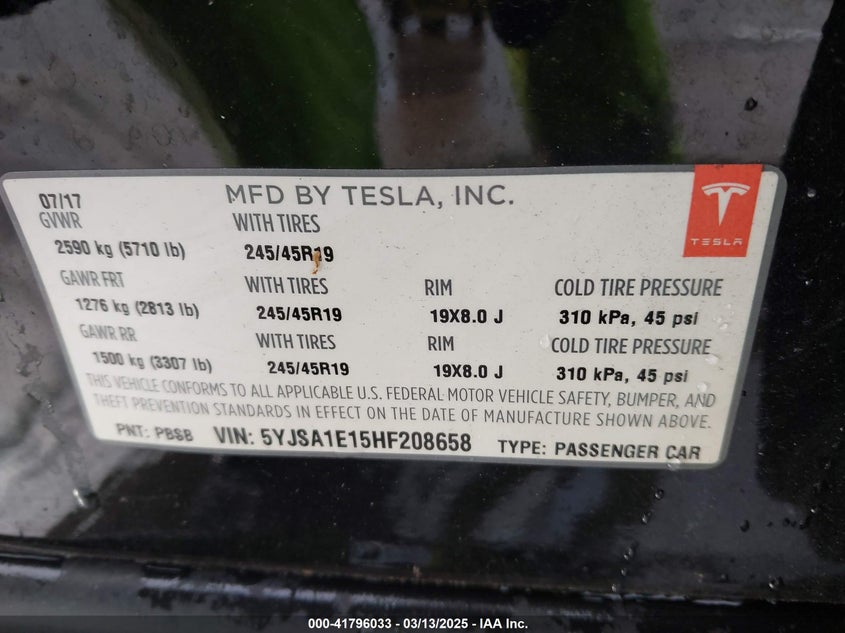 07/17 MFD BY TESLA, INC.
GVWR WITH TIRES
2590 kg (5710 lb) 245/45R19
GAWR FRT WITH TIRES RIM COLD TIRE PRESSURE
1276 kg (2813 lb) 245/45R19 19X8.0 J 310 kPa, 45 psi
GAWR RR WITH TIRES RIM COLD TIRE PRESSURE
1500 kg (3307 lb) 245/45R19 19X8.0 J 310 kPa, 45 psi
THIS VEHICLE CONFORMS TO ALL APPLICABLE U.S. FEDERAL MOTOR VEHICLE SAFETY, BUMPER, AND
THEFT PREVENTION STANDARDS IN EFFECT ON THE DATE OF MANUFACTURE SHOWN ABOVE.
PNT: PBSB VIN: 5YJSA1E15HF208658 TYPE: PASSENGER CAR
TESLA
000-41796033 - 03/13/2025 - IAA Inc.